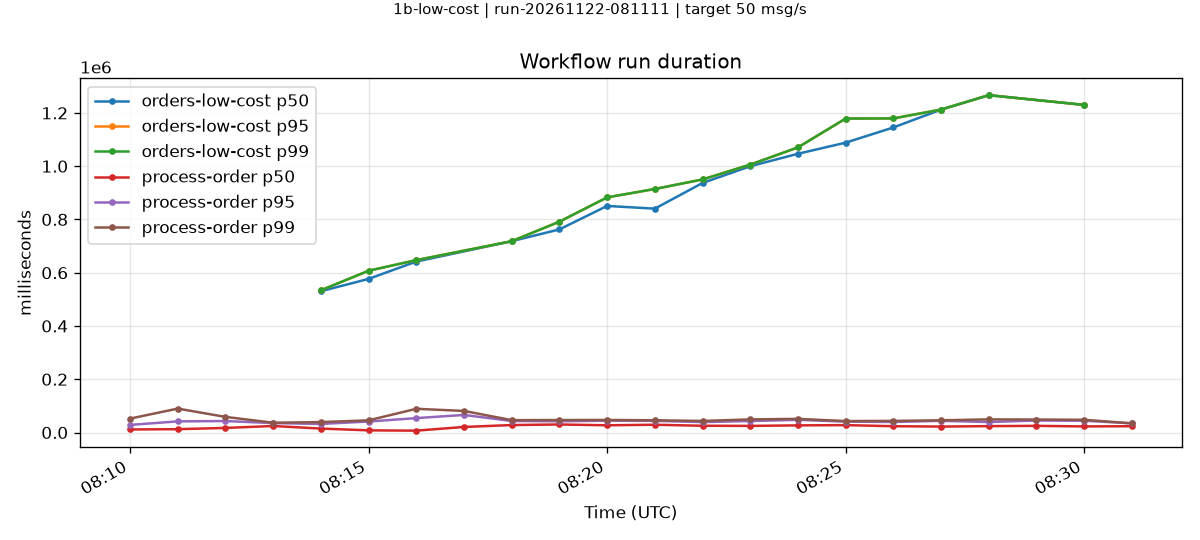 1b-low-cost | run-20261122-081111 | target 50 msg/s
Workflow run duration
1e6
orders-low-cost p50
orders-low-cost p95
orders-low-cost p99
process-order p50
process-order p95
process-order p99
1.2
1.0
0.8
0.6
0.4
0.2
0.0
milliseconds
08:10
08:15
08:20
08:25
08:30
Time (UTC)